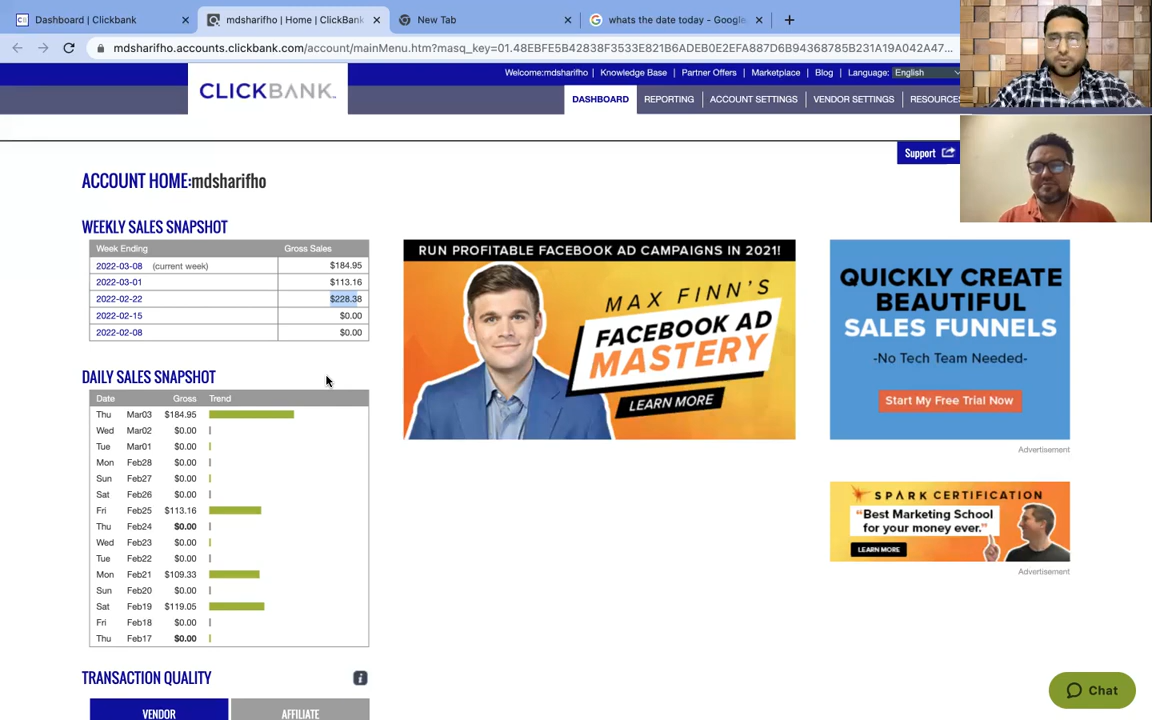 Dashboard | Clickbank
mdsharifho | Home | ClickBank
New Tab
whats the date today - Google
mdsharifho.accounts.clickbank.com/account/mainMenu.htm?masq_key=01.48EBFE5B42838F3533E821B6ADEB0E2EFA887D6B94368785B231A19A042A47...
Welcome:mdsharifho | Knowledge Base | Partner Offers | Marketplace | Blog | Language: English
CLICKBANK.
DASHBOARD REPORTING ACCOUNT SETTINGS VENDOR SETTINGS RESOURCES
Support
ACCOUNT HOME:mdsharifho
WEEKLY SALES SNAPSHOT
Week Ending Gross Sales
2022-03-08 (current week) $184.95
2022-03-01 $113.16
2022-02-22 $228.38
2022-02-15 $0.00
2022-02-08 $0.00
DAILY SALES SNAPSHOT
Date Gross Trend
Thu Mar03 $184.95
Wed Mar02 $0.00
Tue Mar01 $0.00
Mon Feb28 $0.00
Sun Feb27 $0.00
Sat Feb26 $0.00
Fri Feb25 $113.16
Thu Feb24 $0.00
Wed Feb23 $0.00
Tue Feb22 $0.00
Mon Feb21 $109.33
Sun Feb20 $0.00
Sat Feb19 $119.05
Fri Feb18 $0.00
Thu Feb17 $0.00
TRANSACTION QUALITY
VENDOR AFFILIATE
RUN PROFITABLE FACEBOOK AD CAMPAIGNS IN 2021!
MAX FINN'S
FACEBOOK AD
MASTERY
LEARN MORE
QUICKLY CREATE
BEAUTIFUL
SALES FUNNELS
-No Tech Team Needed-
Start My Free Trial Now
Advertisement
SPARK CERTIFICATION
"Best Marketing School
for your money ever."
LEARN MORE
Advertisement
Chat